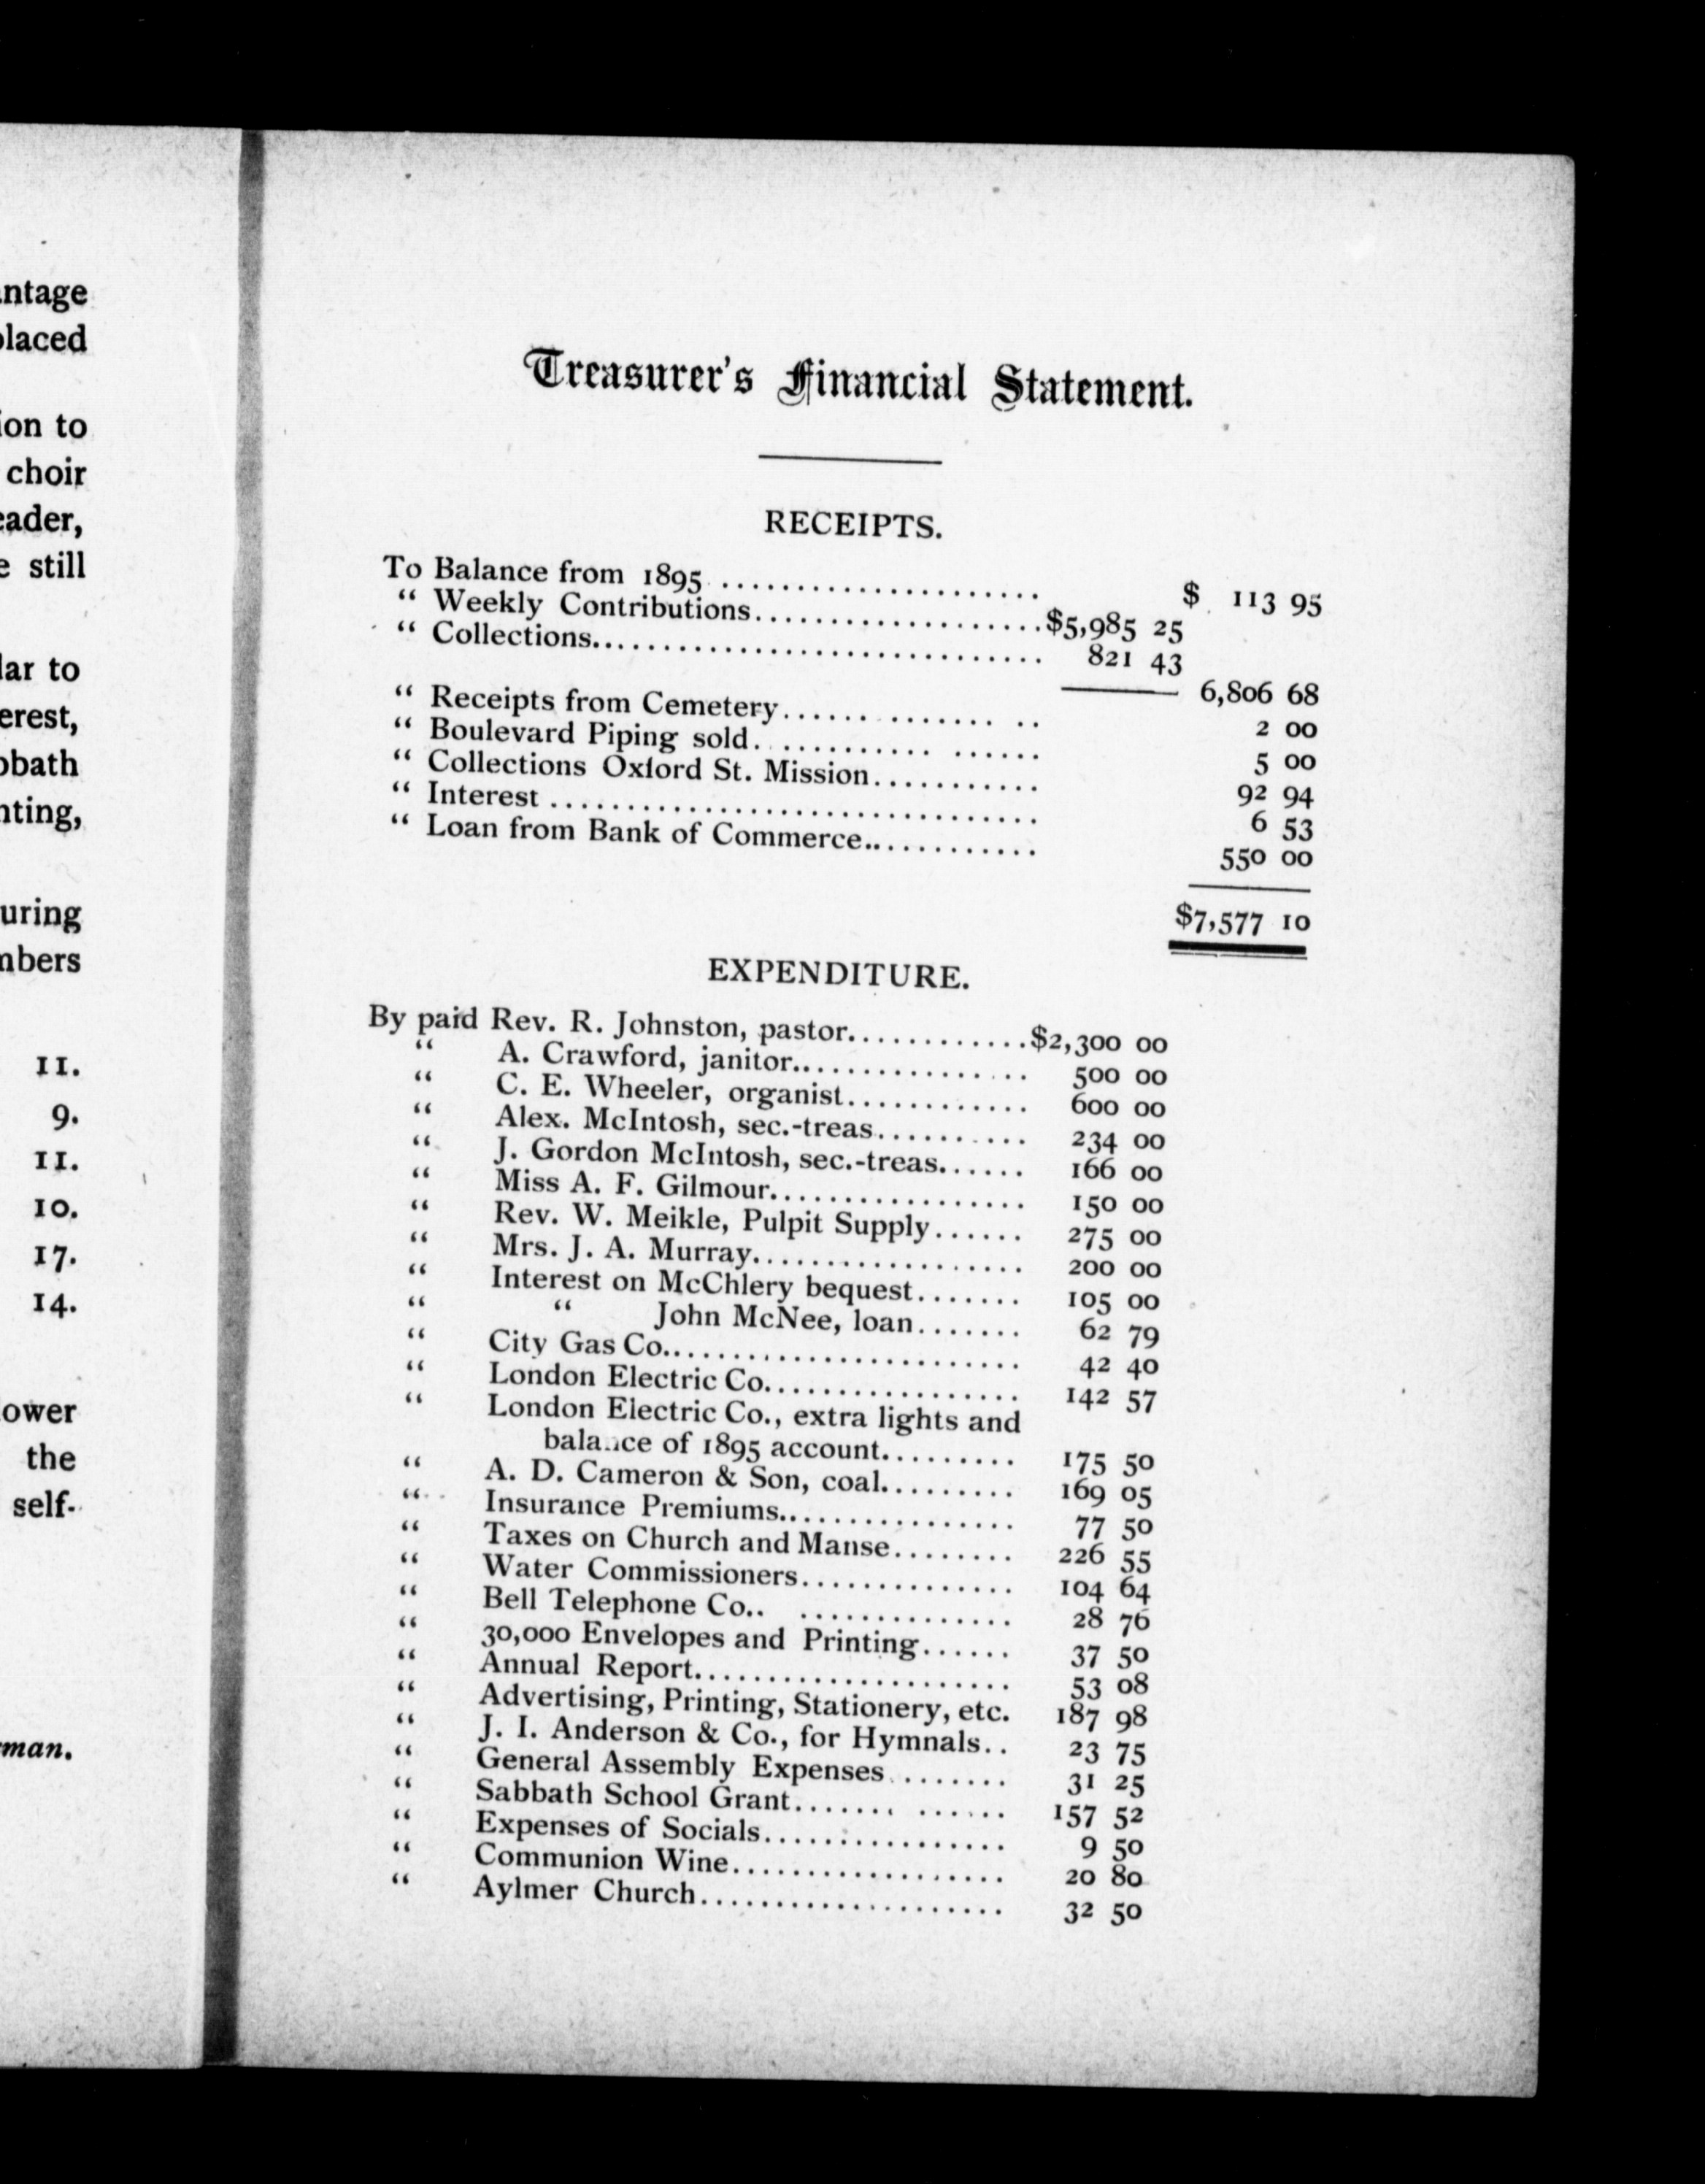 antage
placed
ion to
choir
eader,
e still
lar to
erest,
bbath
nting,
uring
mbers
11.
9.
11.
10.
17.
14.
lower
the
self-
man.
Treasurer's Financial Statement.
RECEIPTS.
To Balance from 1895 ..................... $ 113 95
“ Weekly Contributions...................$5,985 25
“ Collections............................. 821 43
6,806 68
“ Receipts from Cemetery............... .. 2 00
“ Boulevard Piping sold............ ...... 5 00
“ Collections Oxford St. Mission........... 92 94
“ Interest ................................ 6 53
“ Loan from Bank of Commerce............ 550 00
$7,577 10
EXPENDITURE.
By paid Rev. R. Johnston, pastor............$2,300 00
“ A. Crawford, janitor................ 500 00
“ C. E. Wheeler, organist............ 600 00
“ Alex. McIntosh, sec.-treas.......... 234 00
“ J. Gordon McIntosh, sec.-treas...... 166 00
“ Miss A. F. Gilmour................. 150 00
“ Rev. W. Meikle, Pulpit Supply...... 275 00
“ Mrs. J. A. Murray.................. 200 00
“ Interest on McChlery bequest....... 105 00
“ “ John McNee, loan....... 62 79
“ City Gas Co........................ 42 40
“ London Electric Co................. 142 57
“ London Electric Co., extra lights and
balance of 1895 account......... 175 50
“ A. D. Cameron & Son, coal......... 169 05
“ Insurance Premiums................ 77 50
“ Taxes on Church and Manse........ 226 55
“ Water Commissioners.............. 104 64
“ Bell Telephone Co.. .............. 28 76
“ 30,000 Envelopes and Printing...... 37 50
“ Annual Report..................... 53 08
“ Advertising, Printing, Stationery, etc. 187 98
“ J. I. Anderson & Co., for Hymnals.. 23 75
“ General Assembly Expenses ....... 31 25
“ Sabbath School Grant....... ...... 157 52
“ Expenses of Socials................ 9 50
“ Communion Wine.................. 20 80
“ Aylmer Church.................... 32 50